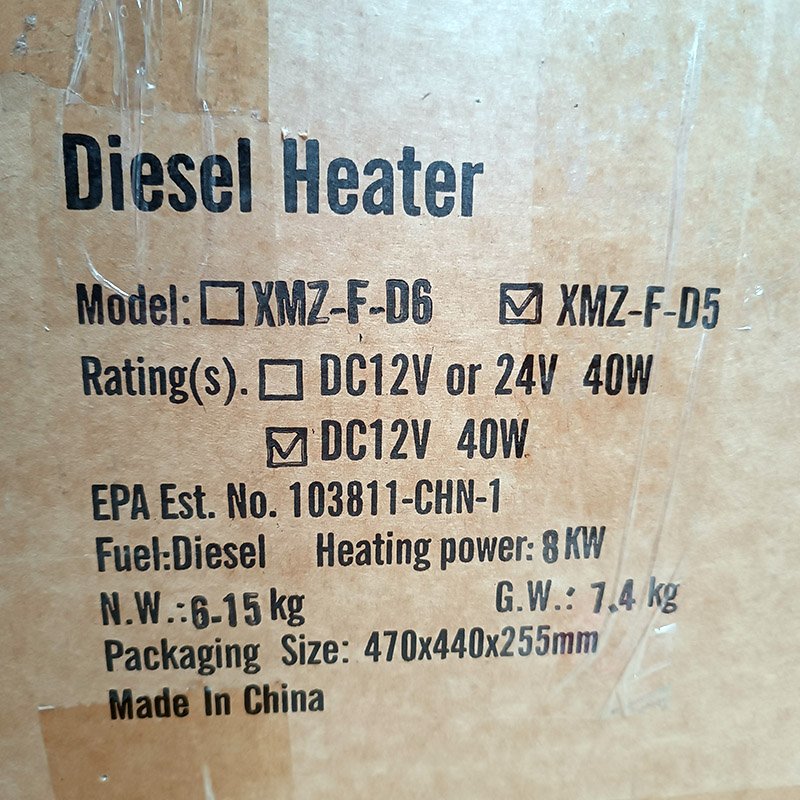 Diesel Heater
Model: ☐ XMZ-F-D6 ☑ XMZ-F-D5
Rating(s). ☐ DC12V or 24V 40W
☑ DC12V 40W
EPA Est. No. 103811-CHN-1
Fuel:Diesel Heating power: 8 KW
N.W.:6-15 kg G.W.: 7.4 kg
Packaging Size: 470x440x255mm
Made In China